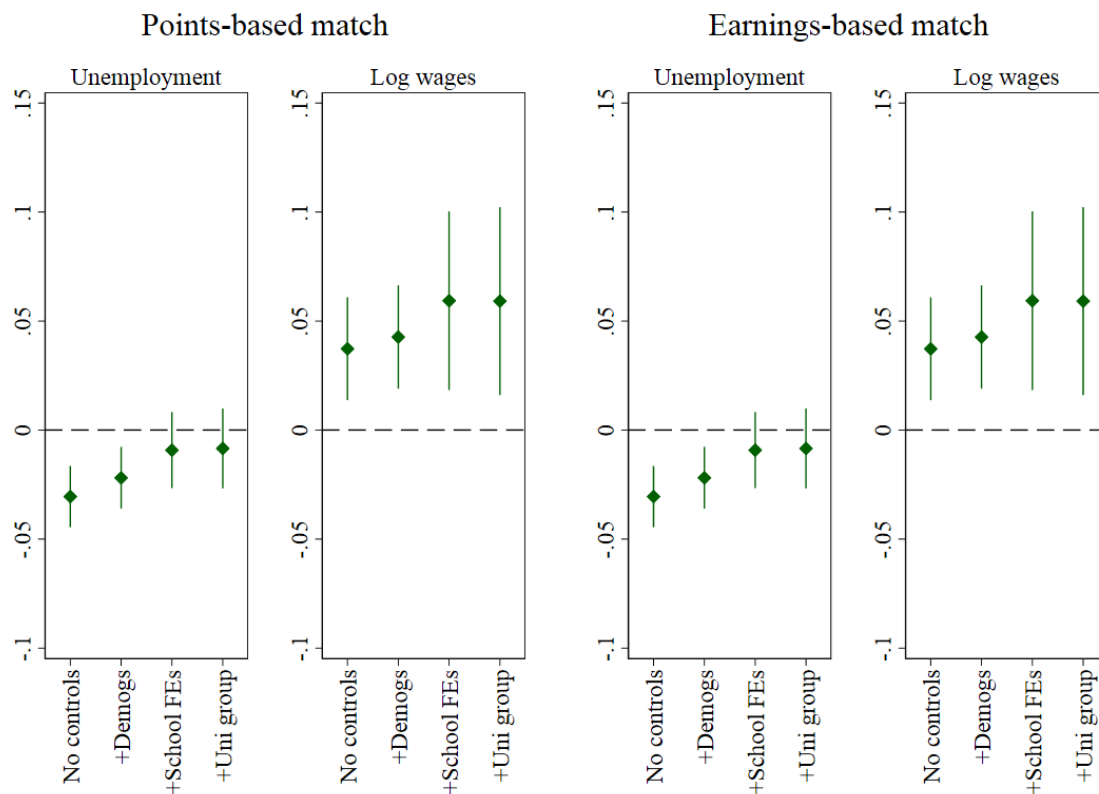 Points-based match
Earnings-based match
Unemployment
Log wages
Unemployment
Log wages
.15
.1
.05
0
-.05
-.1
.15
.1
.05
0
-.05
-.1
.15
.1
.05
0
-.05
-.1
.15
.1
.05
0
-.05
-.1
No controls
+Demogs
+School FEs
+Uni group
No controls
+Demogs
+School FEs
+Uni group
No controls
+Demogs
+School FEs
+Uni group
No controls
+Demogs
+School FEs
+Uni group